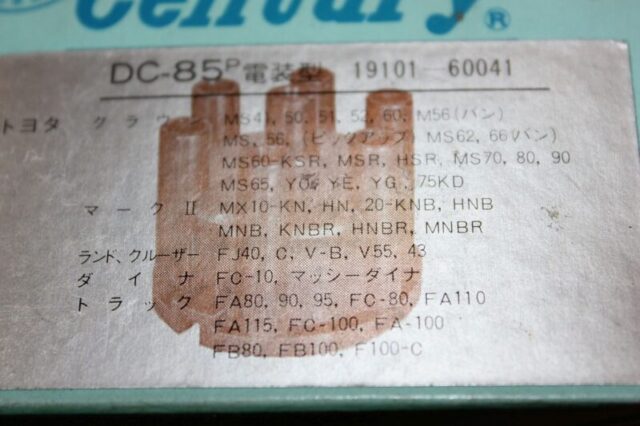 Century®
DC-85P 電装型 19101-60041
トヨタ クラウン MS41, 50, 51, 52, 60, M56 (バン)
MS, 56, (ピックアップ) MS62, 66 (バン)
MS60-KSR, MSR, HSR, MS70, 80, 90
MS65, YO, YE, YG, 75KD
マーク II MX10-KN, HN, 20-KNB, HNB
MNB, KNBR, HNBR, MNBR
ランド、クルーザー FJ40, C, V-B, V55, 43
ダイナ FC-10, マッシーダイナ
トラック FA80, 90, 95, FC-80, FA110
FA115, FC-100, FA-100
FB80, FB100, F100-C